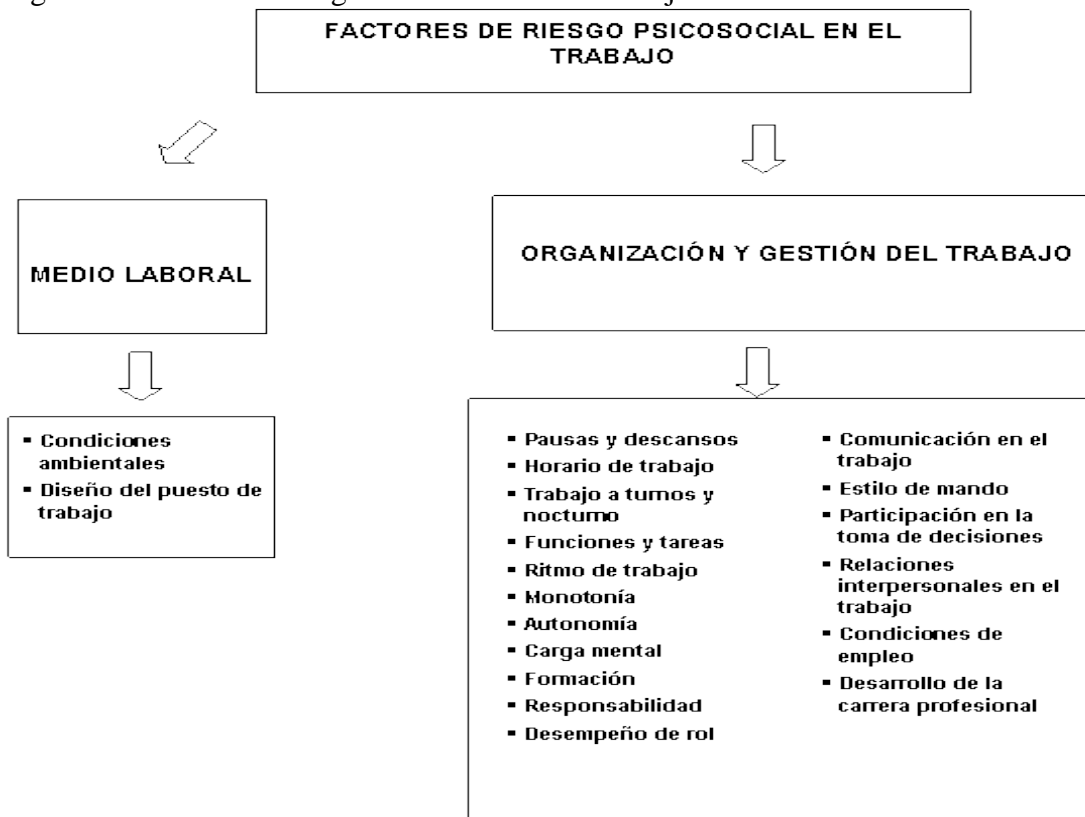 FACTORES DE RIESGO PSICOSOCIAL EN EL
TRABAJO
MEDIO LABORAL
ORGANIZACIÓN Y GESTIÓN DEL TRABAJO
▪ Condiciones
ambientales
▪ Diseño del puesto de
trabajo
▪ Pausas y descansos
▪ Horario de trabajo
▪ Trabajo a turnos y
nocturno
▪ Funciones y tareas
▪ Ritmo de trabajo
▪ Monotonía
▪ Autonomía
▪ Carga mental
▪ Formación
▪ Responsabilidad
▪ Desempeño de rol
▪ Comunicación en el
trabajo
▪ Estilo de mando
▪ Participación en la
toma de decisiones
▪ Relaciones
interpersonales en el
trabajo
▪ Condiciones de
empleo
▪ Desarrollo de la
carrera profesional